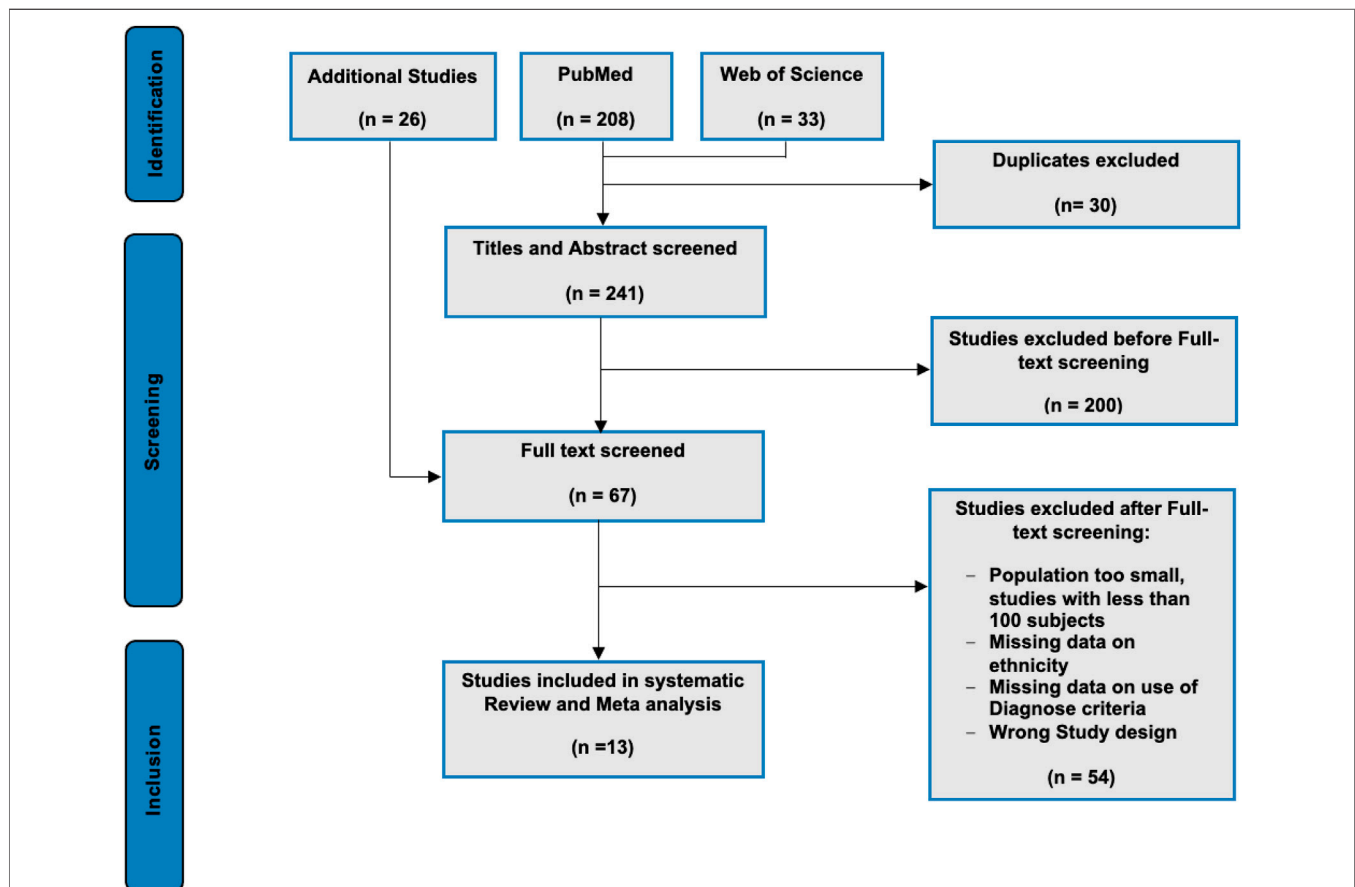 Identification
Additional Studies
(n = 26)
PubMed
(n = 208)
Web of Science
(n = 33)
Duplicates excluded
(n= 30)
Screening
Titles and Abstract screened
(n = 241)
Studies excluded before Full-
text screening
(n = 200)
Full text screened
(n = 67)
Studies excluded after Full-
text screening:
– Population too small,
studies with less than
100 subjects
– Missing data on
ethnicity
– Missing data on use of
Diagnose criteria
– Wrong Study design
(n = 54)
Inclusion
Studies included in systematic
Review and Meta analysis
(n =13)